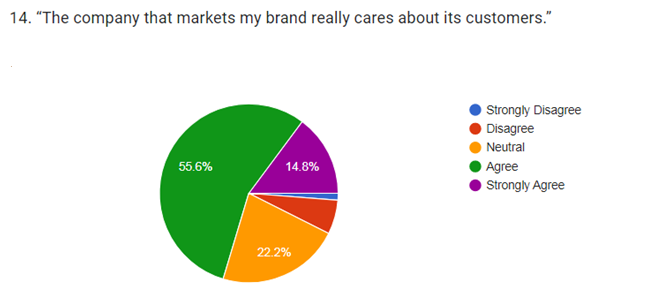 14. “The company that markets my brand really cares about its customers.”
Strongly Disagree
Disagree
Neutral
Agree
Strongly Agree
55.6%
14.8%
22.2%